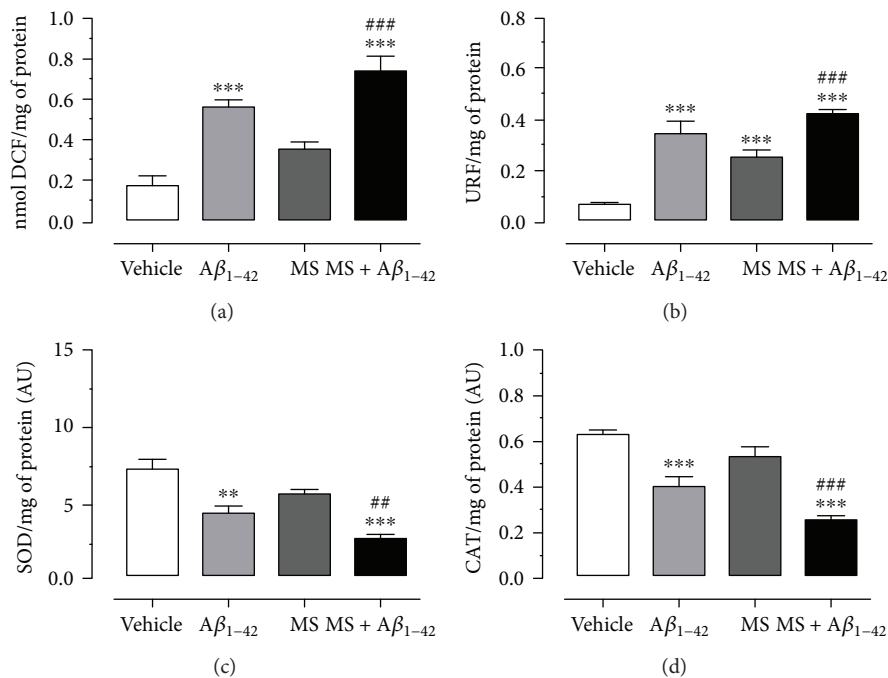 nmol DCF/mg of protein
1.0
0.8
0.6
0.4
0.2
0.0
***
###
***
Vehicle Aβ1−42 MS MS + Aβ1−42
(a)
URF/mg of protein
0.8
0.6
0.4
0.2
0.0
***
***
###
***
Vehicle Aβ1−42 MS MS + Aβ1−42
(b)
SOD/mg of protein (AU)
15
10
5
0.0
**
##
***
Vehicle Aβ1−42 MS MS + Aβ1−42
(c)
CAT/mg of protein (AU)
1.0
0.8
0.6
0.4
0.2
0.0
***
###
***
Vehicle Aβ1−42 MS MS + Aβ1−42
(d)